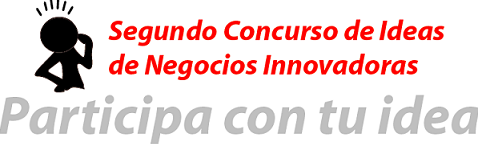 Segundo Concurso de Ideas
de Negocios Innovadoras
Participa con tu idea